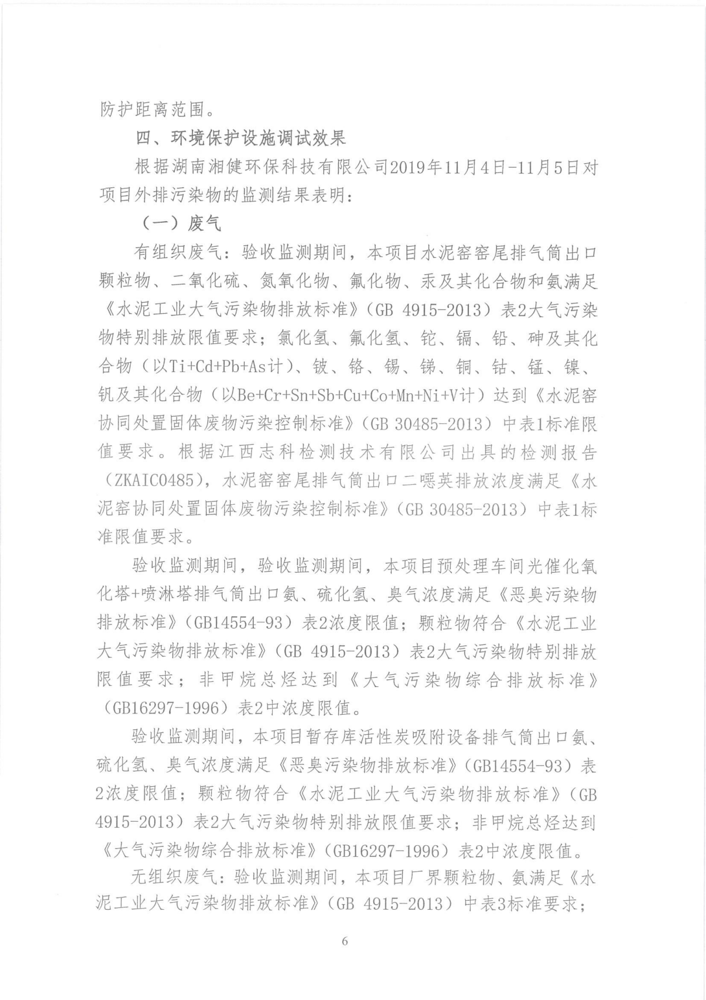 防护距离范围。
四、环境保护设施调试效果
根据湖南湘健环保科技有限公司2019年11月4日-11月5日对
项目外排污染物的监测结果表明：
（一）废气
有组织废气：验收监测期间，本项目水泥窑窑尾排气筒出口
颗粒物、二氧化硫、氮氧化物、氟化物、汞及其化合物和氨满足
《水泥工业大气污染物排放标准》（GB 4915-2013）表2大气污染
物特别排放限值要求；氯化氢、氟化氢、铊、镉、铅、砷及其化
合物（以Ti+Cd+Pb+As计）、铍、铬、锡、锑、铜、钴、锰、镍、
钒及其化合物（以Be+Cr+Sn+Sb+Cu+Co+Mn+Ni+V计）达到《水泥窑
协同处置固体废物污染控制标准》（GB 30485-2013）中表1标准限
值要求。根据江西志科检测技术有限公司出具的检测报告
（ZKAIC0485），水泥窑窑尾排气筒出口二噁英排放浓度满足《水
泥窑协同处置固体废物污染控制标准》（GB 30485-2013）中表1标
准限值要求。
验收监测期间，验收监测期间，本项目预处理车间光催化氧
化塔+喷淋塔排气筒出口氨、硫化氢、臭气浓度满足《恶臭污染物
排放标准》（GB14554-93）表2浓度限值；颗粒物符合《水泥工业
大气污染物排放标准》（GB 4915-2013）表2大气污染物特别排放
限值要求；非甲烷总烃达到《大气污染物综合排放标准》
（GB16297-1996）表2中浓度限值。
验收监测期间，本项目暂存库活性炭吸附设备排气筒出口氨、
硫化氢、臭气浓度满足《恶臭污染物排放标准》（GB14554-93）表
2浓度限值；颗粒物符合《水泥工业大气污染物排放标准》（GB
4915-2013）表2大气污染物特别排放限值要求；非甲烷总烃达到
《大气污染物综合排放标准》（GB16297-1996）表2中浓度限值。
无组织废气：验收监测期间，本项目厂界颗粒物、氨满足《水
泥工业大气污染物排放标准》（GB 4915-2013）中表3标准要求；
6